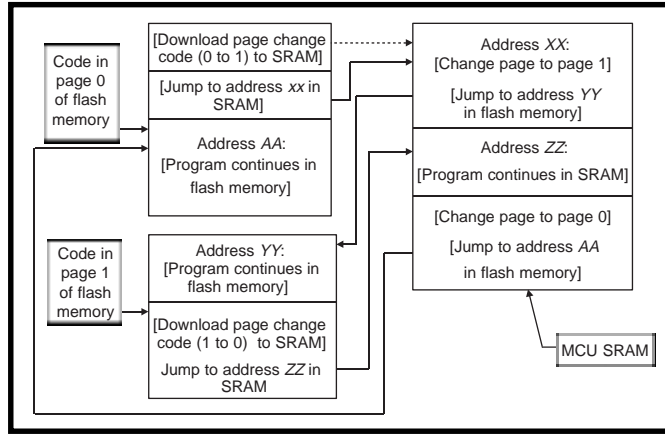 Code in
page 0
of flash
memory
[Download page change
code (0 to 1) to SRAM]
[Jump to address xx in
SRAM]
Address AA:
[Program continues in
flash memory]
Address XX:
[Change page to page 1]
[Jump to address YY
in flash memory]
Address ZZ:
[Program continues in SRAM]
[Change page to page 0]
[Jump to address AA
in flash memory]
Code in
page 1
of flash
memory
Address YY:
[Program continues in
flash memory]
[Download page change
code (1 to 0) to SRAM]
Jump to address ZZ in
SRAM
MCU SRAM